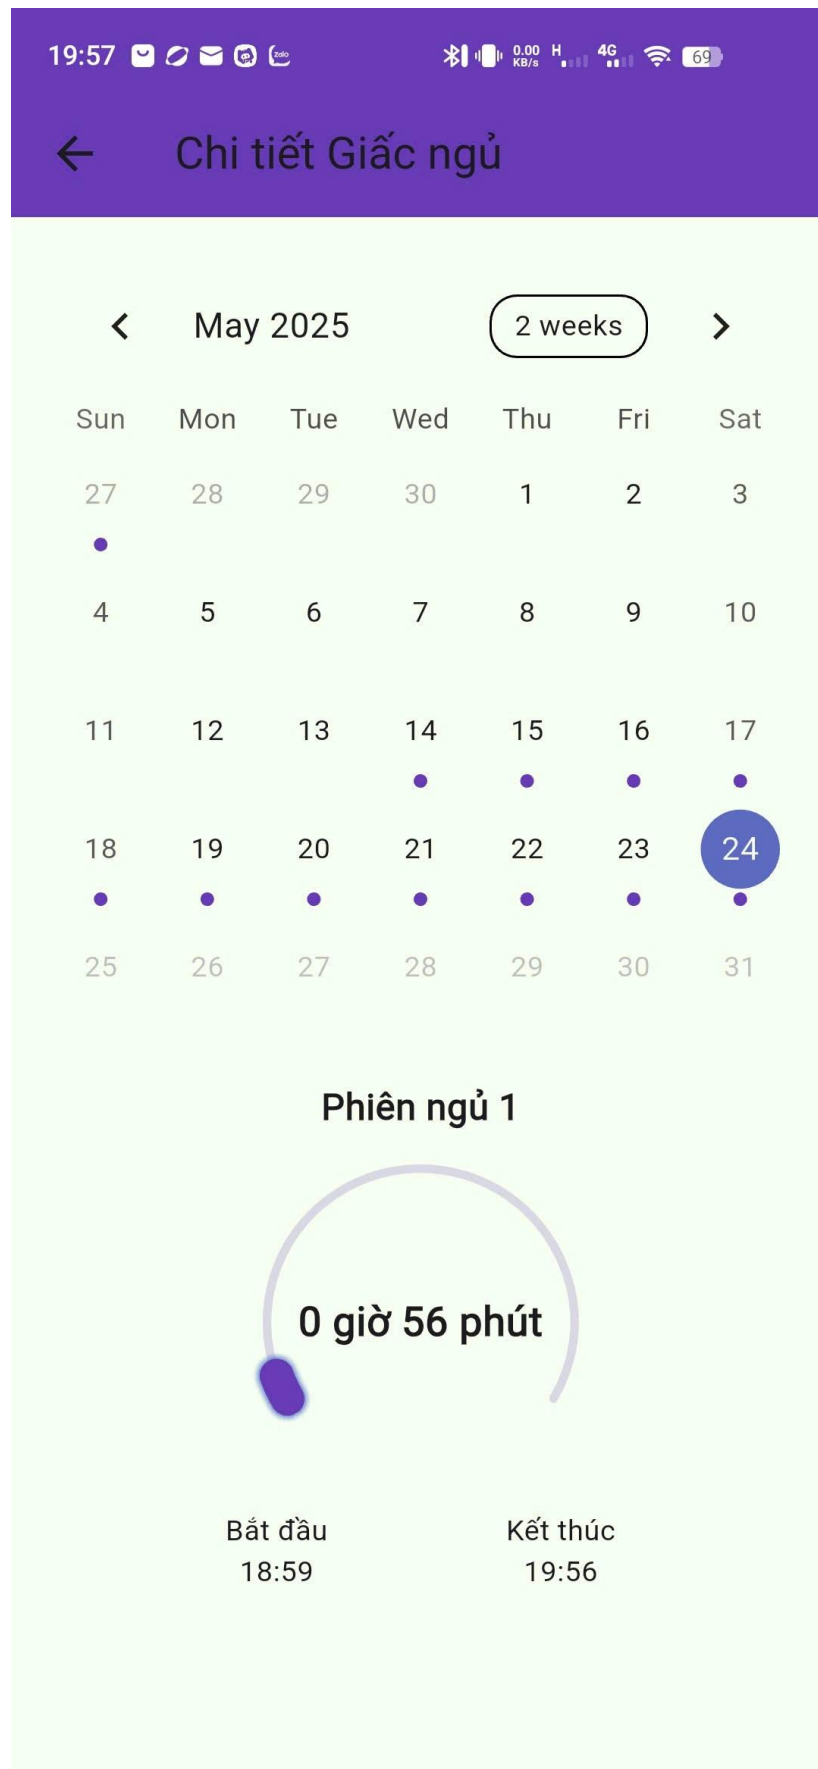 19:57 zalo 0.00 KB/s H 4G 69
Chi tiết Giấc ngủ
May 2025 2 weeks
Sun Mon Tue Wed Thu Fri Sat
27 28 29 30 1 2 3
4 5 6 7 8 9 10
11 12 13 14 15 16 17
18 19 20 21 22 23 24
25 26 27 28 29 30 31
Phiên ngủ 1
0 giờ 56 phút
Bắt đầu Kết thúc
18:59 19:56